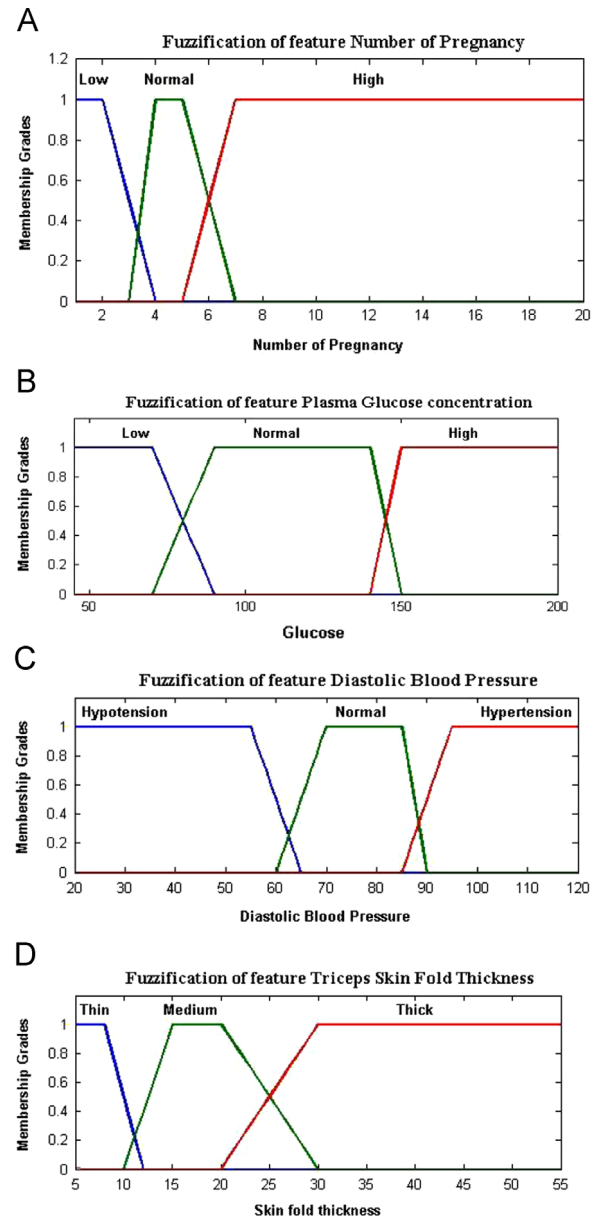 A
Fuzzification of feature Number of Pregnancy
1.2
Low Normal High
1
0.8
0.6
0.4
0.2
0
Membership Grades
2 4 6 8 10 12 14 16 18 20
Number of Pregnancy
B
Fuzzification of feature Plasma Glucose concentration
Low Normal High
1
0.8
0.6
0.4
0.2
0
Membership Grades
50 100 150 200
Glucose
C
Fuzzification of feature Diastolic Blood Pressure
Hypotension Normal Hypertension
1
0.8
0.6
0.4
0.2
0
Membership Grades
20 30 40 50 60 70 80 90 100 110 120
Diastolic Blood Pressure
D
Fuzzification of feature Triceps Skin Fold Thickness
Thin Medium Thick
1
0.8
0.6
0.4
0.2
0
Membership Grades
5 10 15 20 25 30 35 40 45 50 55
Skin fold thickness